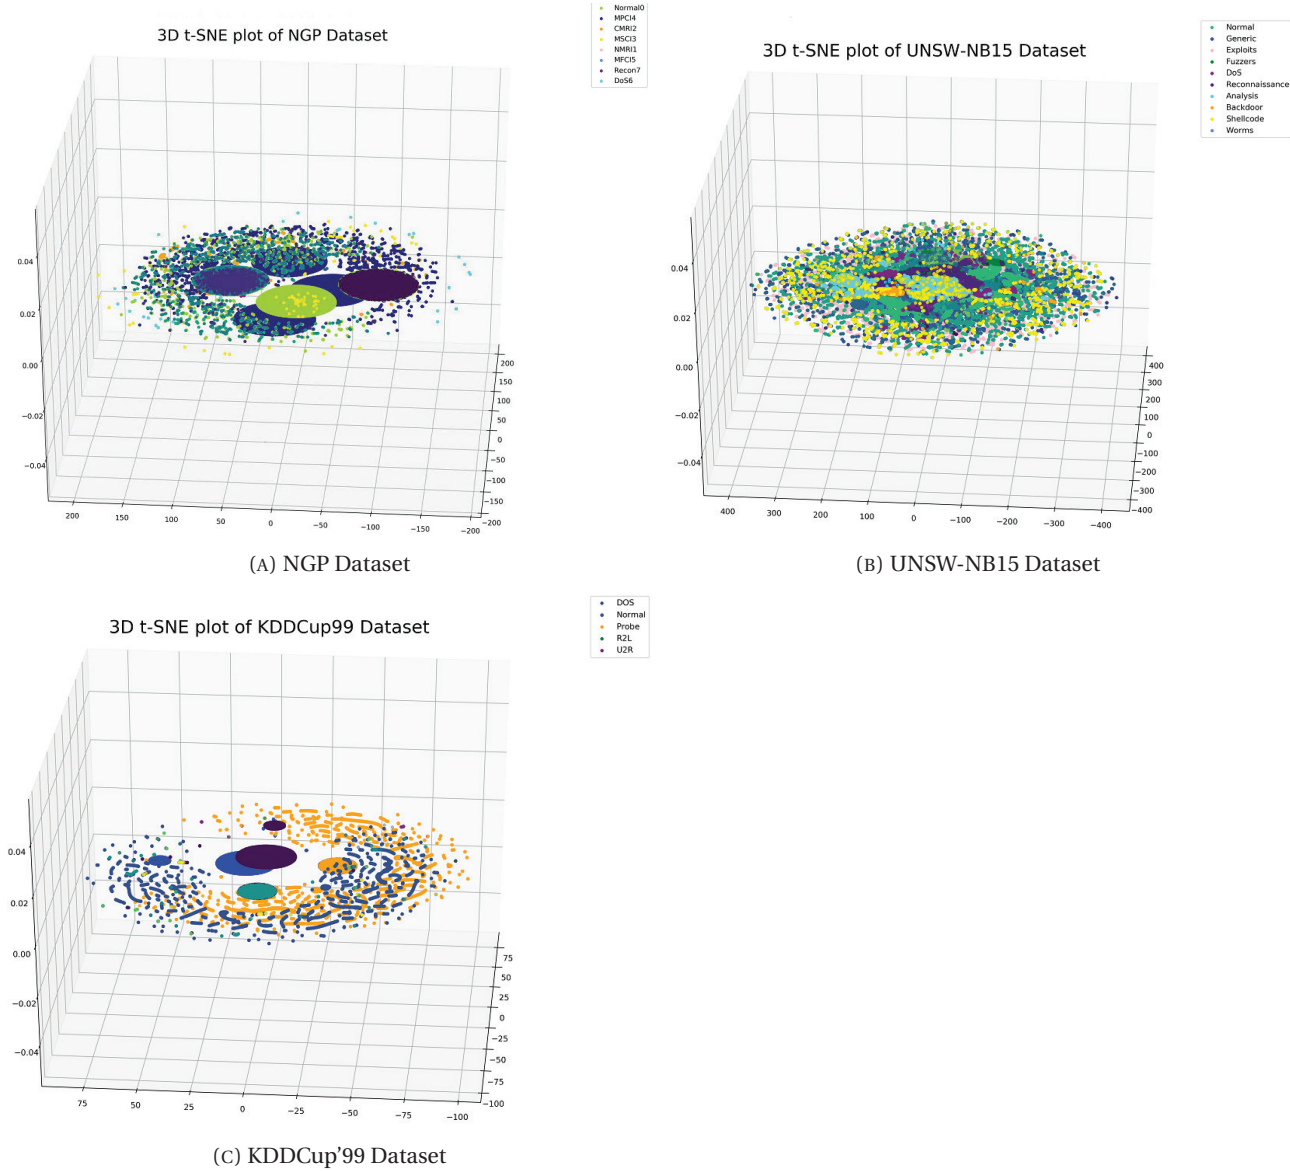 3D t-SNE plot of NGP Dataset
Normal0
MPCI4
CMRI2
MSCI3
NMRI1
MFCI5
Recon7
DoS6
0.04
0.02
0.00
−0.02
−0.04
200
150
100
50
0
−50
−100
−150
−200
200
150
100
50
0
−50
−100
−150
−200
(A) NGP Dataset
3D t-SNE plot of UNSW-NB15 Dataset
Normal
Generic
Exploits
Fuzzers
DoS
Reconnaissance
Analysis
Backdoor
Shellcode
Worms
0.04
0.02
0.00
−0.02
−0.04
400
300
200
100
0
−100
−200
−300
−400
400
300
200
100
0
−100
−200
−300
−400
(B) UNSW-NB15 Dataset
3D t-SNE plot of KDDCup99 Dataset
DOS
Normal
Probe
R2L
U2R
0.04
0.02
0.00
−0.02
−0.04
75
50
25
0
−25
−50
−75
−100
75
50
25
0
−25
−50
−75
−100
(C) KDDCup'99 Dataset